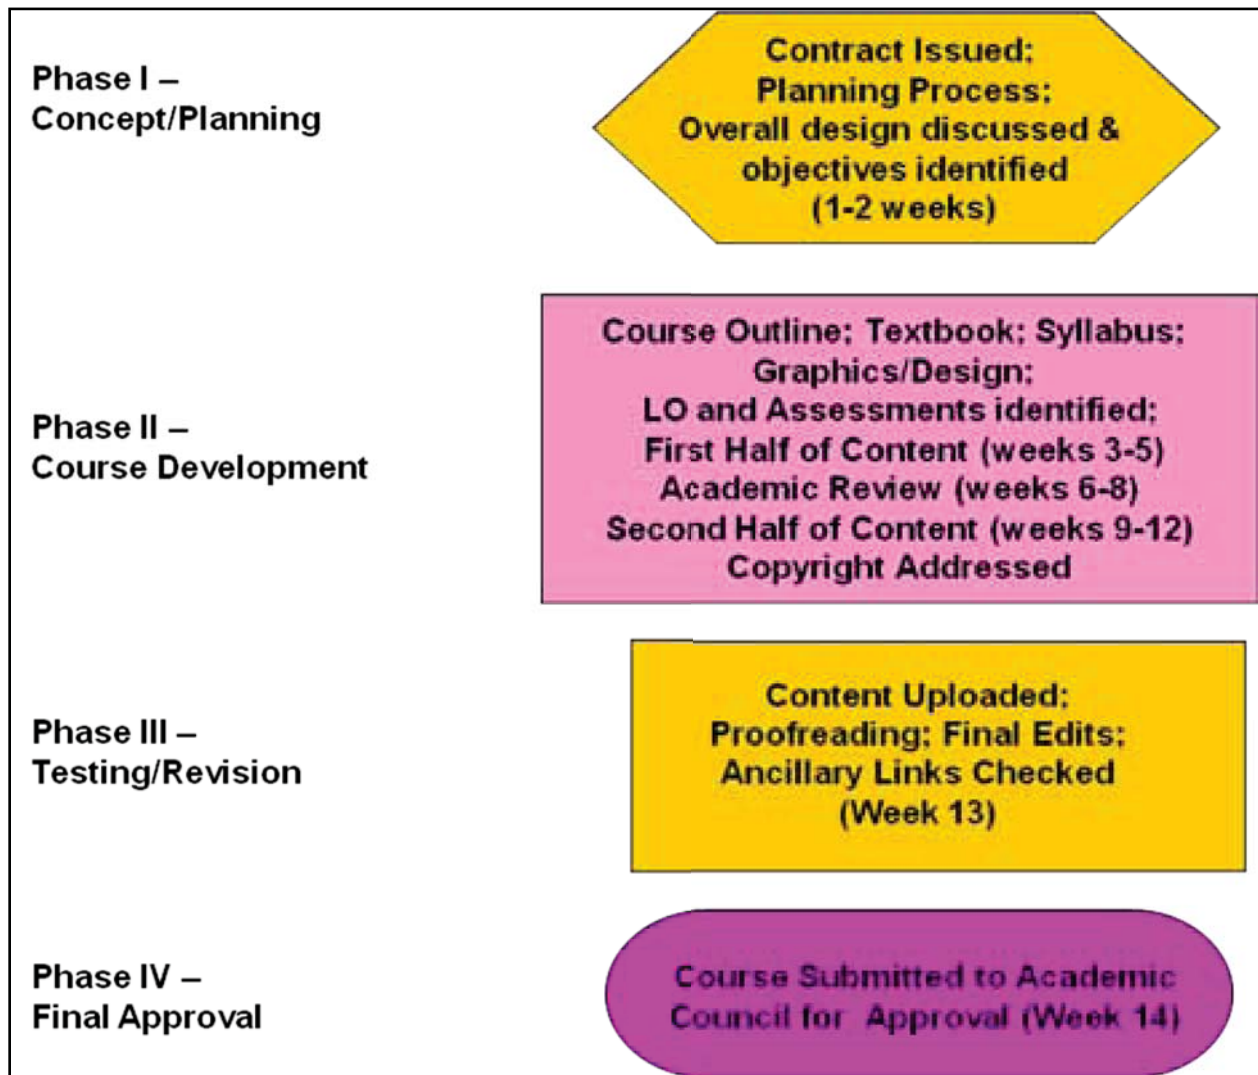 Phase I –
Concept/Planning
Contract Issued;
Planning Process;
Overall design discussed &
objectives identified
(1-2 weeks)
Phase II –
Course Development
Course Outline; Textbook; Syllabus;
Graphics/Design;
LO and Assessments identified;
First Half of Content (weeks 3-5)
Academic Review (weeks 6-8)
Second Half of Content (weeks 9-12)
Copyright Addressed
Phase III –
Testing/Revision
Content Uploaded;
Proofreading; Final Edits;
Ancillary Links Checked
(Week 13)
Phase IV –
Final Approval
Course Submitted to Academic
Council for Approval (Week 14)